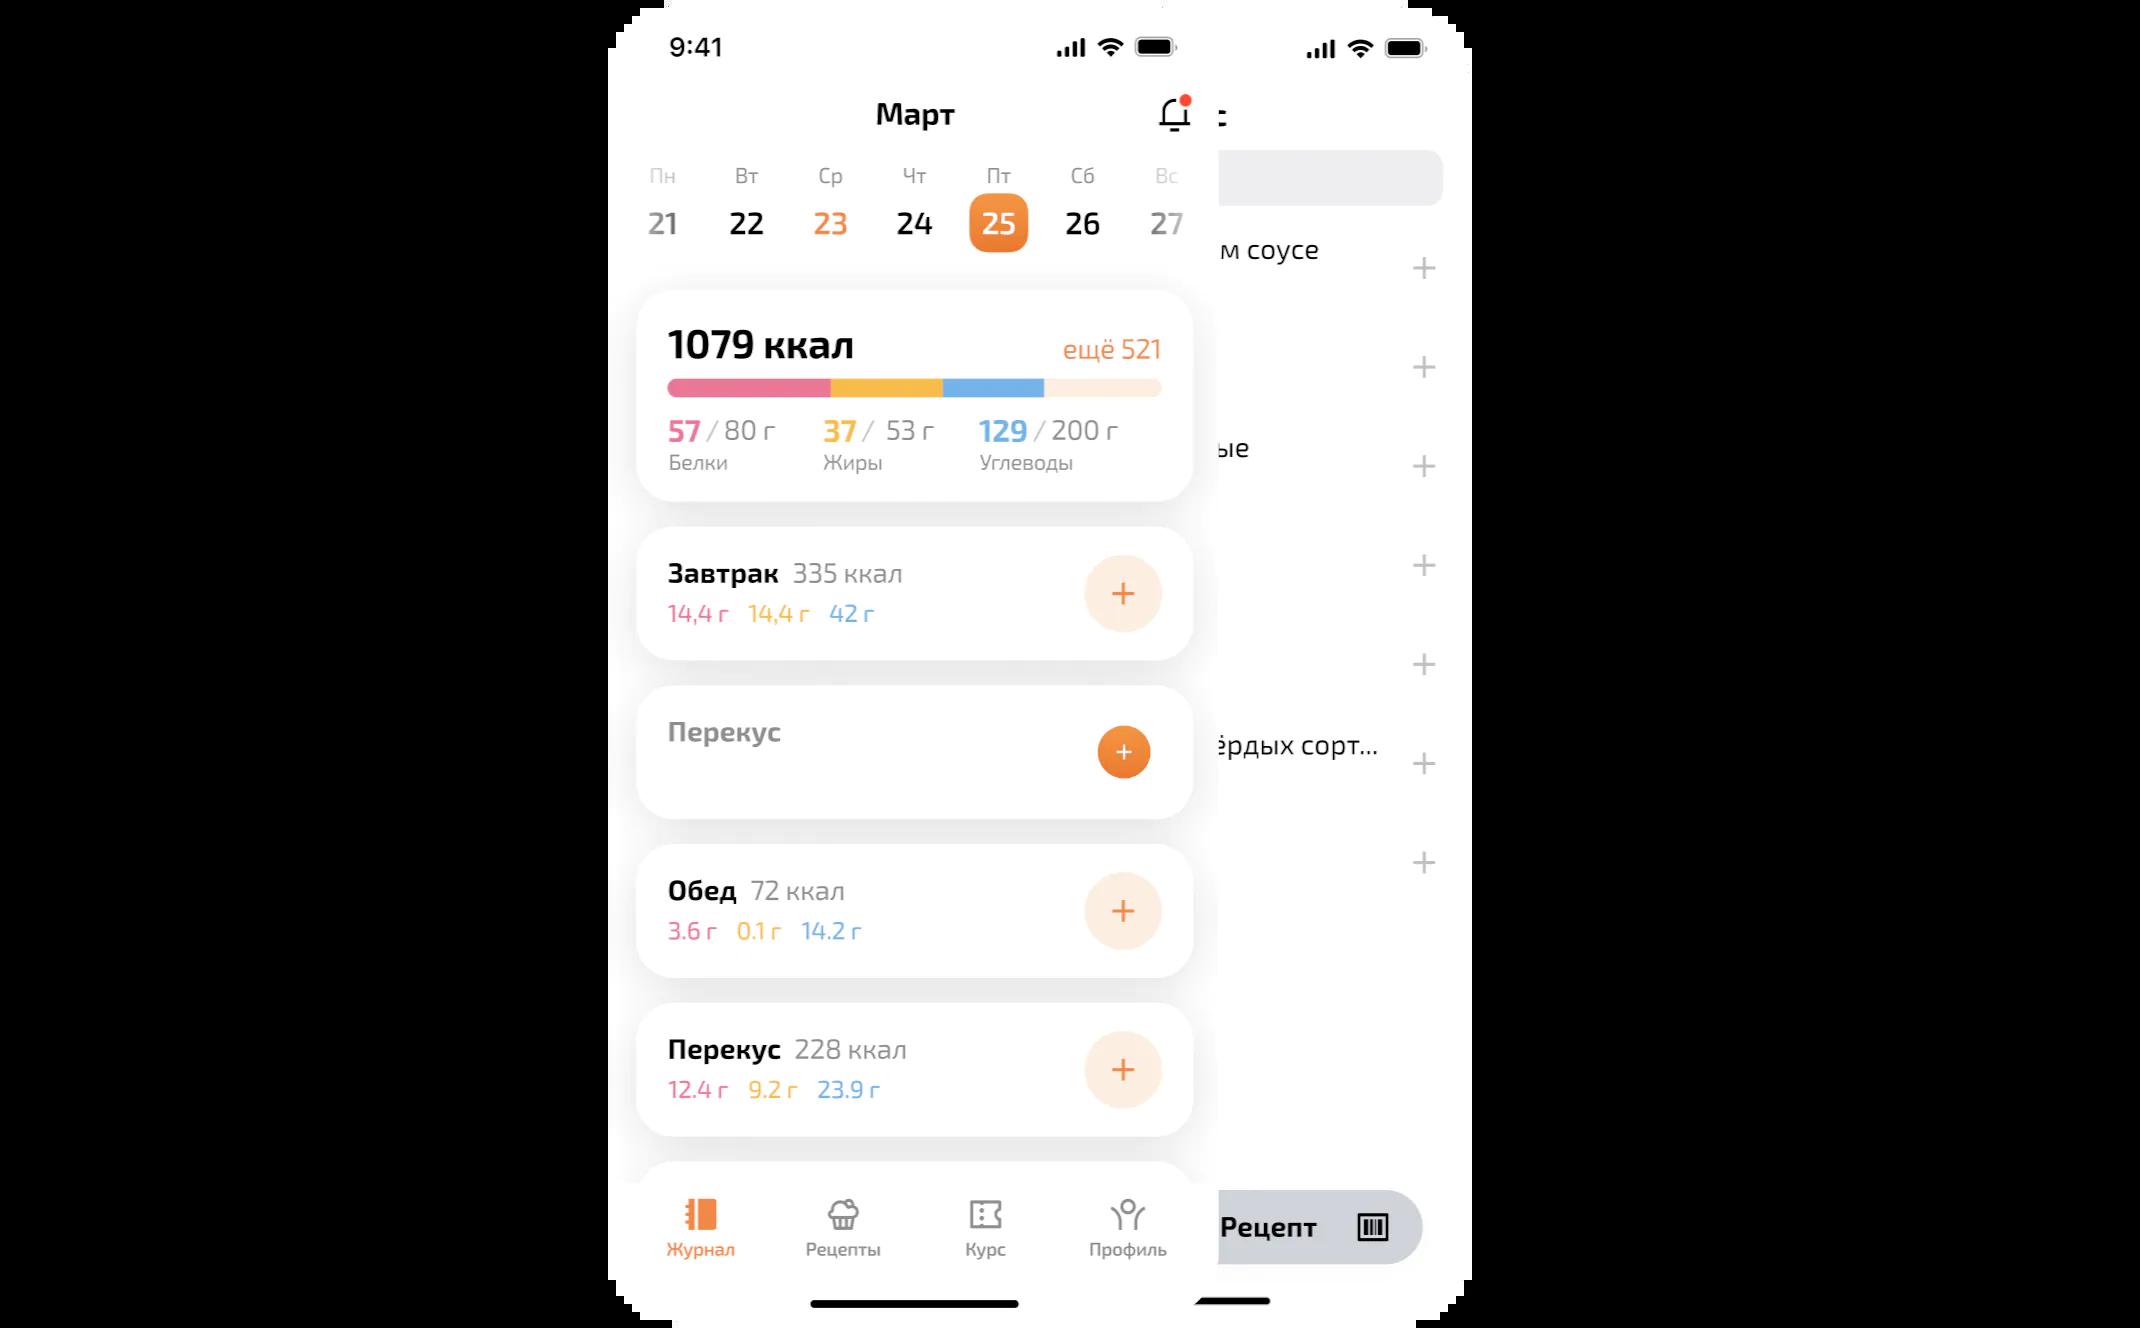 9:41
Март
Пн Вт Ср Чт Пт Сб Вс
21 22 23 24 25 26 27
1079 ккал ещё 521
57 / 80 г 37 / 53 г 129 / 200 г
Белки Жиры Углеводы
Завтрак 335 ккал
14,4 г 14,4 г 42 г
Перекус
Обед 72 ккал
3.6 г 0.1 г 14.2 г
Перекус 228 ккал
12.4 г 9.2 г 23.9 г
Журнал Рецепты Курс Профиль
м соусе
ые
ёрдых сорт...
Рецепт